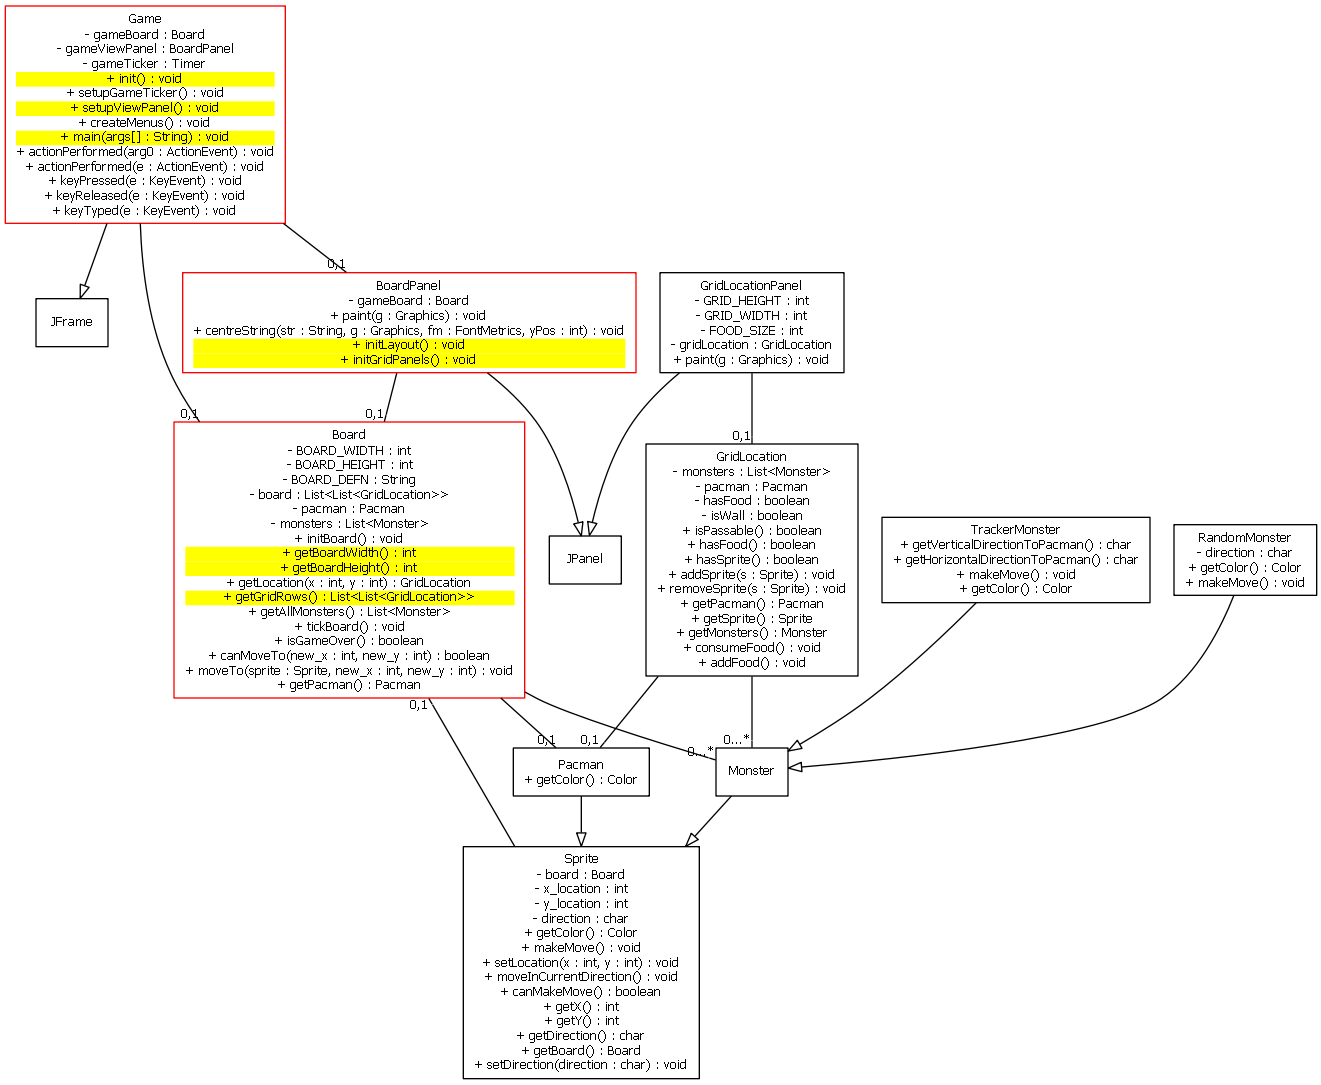 Game
- gameBoard : Board
- gameViewPanel : BoardPanel
- gameTicker : Timer
+ init() : void
+ setupGameTicker() : void
+ setupViewPanel() : void
+ createMenus() : void
+ main(args[] : String) : void
+ actionPerformed(arg0 : ActionEvent) : void
+ actionPerformed(e : ActionEvent) : void
+ keyPressed(e : KeyEvent) : void
+ keyReleased(e : KeyEvent) : void
+ keyTyped(e : KeyEvent) : void
0,1
JFrame
BoardPanel
- gameBoard : Board
+ paint(g : Graphics) : void
+ centreString(str : String, g : Graphics, fm : FontMetrics, yPos : int) : void
+ initLayout() : void
+ initGridPanels() : void
GridLocationPanel
- GRID_HEIGHT : int
- GRID_WIDTH : int
- FOOD_SIZE : int
- gridLocation : GridLocation
+ paint(g : Graphics) : void
0,1
0,1
0,1
Board
- BOARD_WIDTH : int
- BOARD_HEIGHT : int
- BOARD_DEFN : String
- board : List<List<GridLocation>>
- pacman : Pacman
- monsters : List<Monster>
+ initBoard() : void
+ getBoardWidth() : int
+ getBoardHeight() : int
+ getLocation(x : int, y : int) : GridLocation
+ getGridRows() : List<List<GridLocation>>
+ getAllMonsters() : List<Monster>
+ tickBoard() : void
+ isGameOver() : boolean
+ canMoveTo(new_x : int, new_y : int) : boolean
+ moveTo(sprite : Sprite, new_x : int, new_y : int) : void
+ getPacman() : Pacman
JPanel
GridLocation
- monsters : List<Monster>
- pacman : Pacman
- hasFood : boolean
- isWall : boolean
+ isPassable() : boolean
+ hasFood() : boolean
+ hasSprite() : boolean
+ addSprite(s : Sprite) : void
+ removeSprite(s : Sprite) : void
+ getPacman() : Pacman
+ getSprite() : Sprite
+ getMonsters() : Monster
+ consumeFood() : void
+ addFood() : void
TrackerMonster
+ getVerticalDirectionToPacman() : char
+ getHorizontalDirectionToPacman() : char
+ makeMove() : void
+ getColor() : Color
RandomMonster
- direction : char
+ getColor() : Color
+ makeMove() : void
0,1
0,1
0,1
0...*
0...*
Pacman
+ getColor() : Color
Monster
Sprite
- board : Board
- x_location : int
- y_location : int
- direction : char
+ getColor() : Color
+ makeMove() : void
+ setLocation(x : int, y : int) : void
+ moveInCurrentDirection() : void
+ canMakeMove() : boolean
+ getX() : int
+ getY() : int
+ getDirection() : char
+ getBoard() : Board
+ setDirection(direction : char) : void